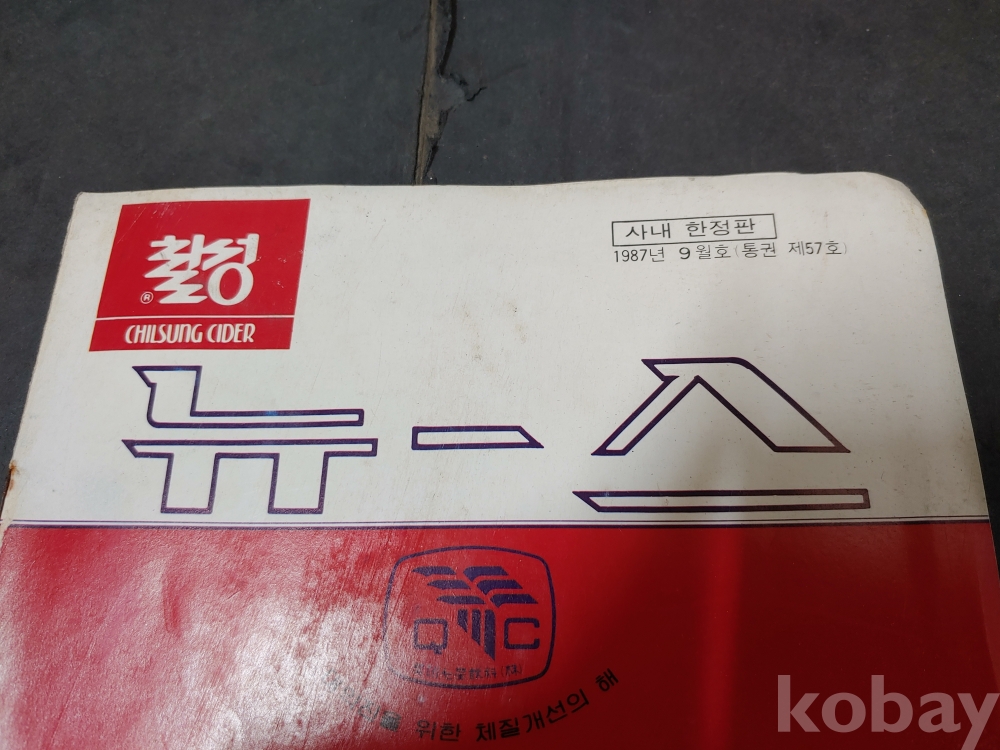 사내 한정판
1987년 9월호(통권 제57호)
칠성
®
CHILSUNG CIDER
뉴-스
QMC
위한 체질개선의 해
kobay